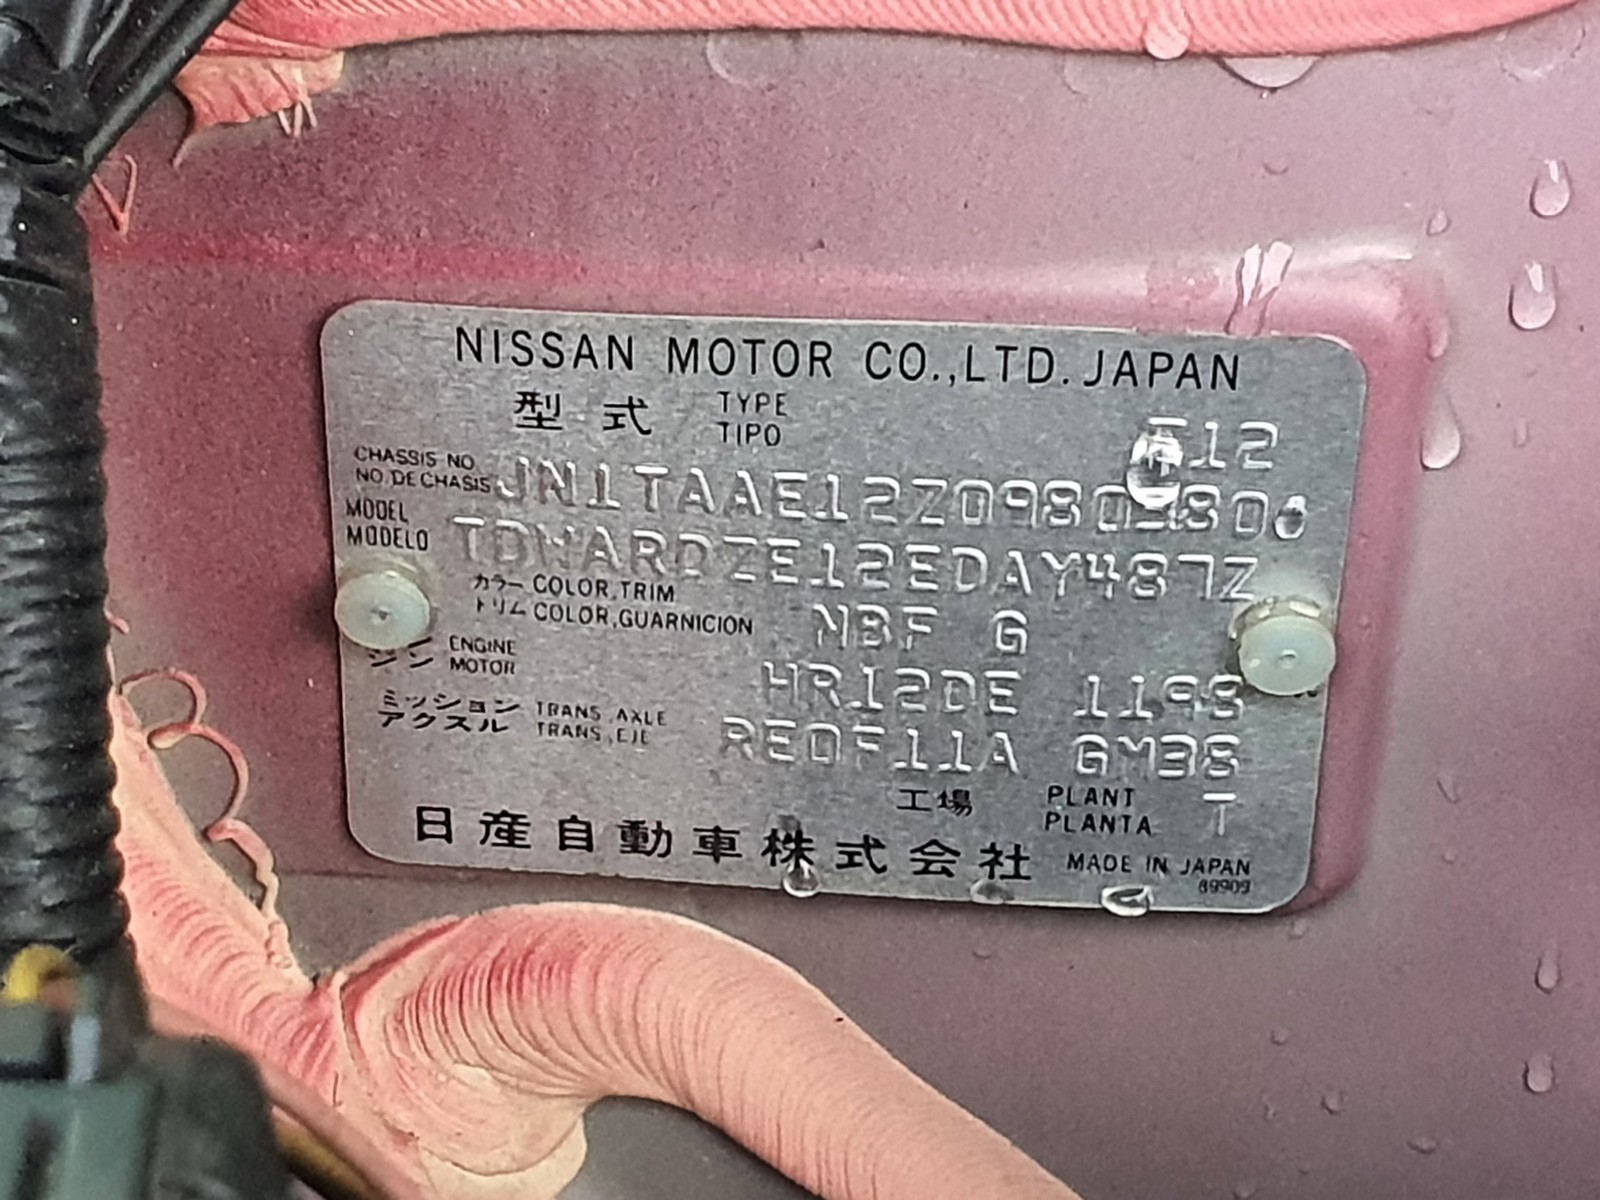 NISSAN MOTOR CO.,LTD. JAPAN
型 式 TYPE
TIPO
E12
CHASSIS NO.
NO.DE CHASIS
MODEL
MODELO
TDWARDZE12EDAY487Z
カラー COLOR,TRIM
トリム COLOR,GUARNICION
NBF G
ENGINE
MOTOR
HR12DE 1198
ミッション TRANS.AXLE
アクスル TRANS,EJE
RE0F11A GM38
工場 PLANT
PLANTA
T
日産自動車株式会社 MADE IN JAPAN
89909